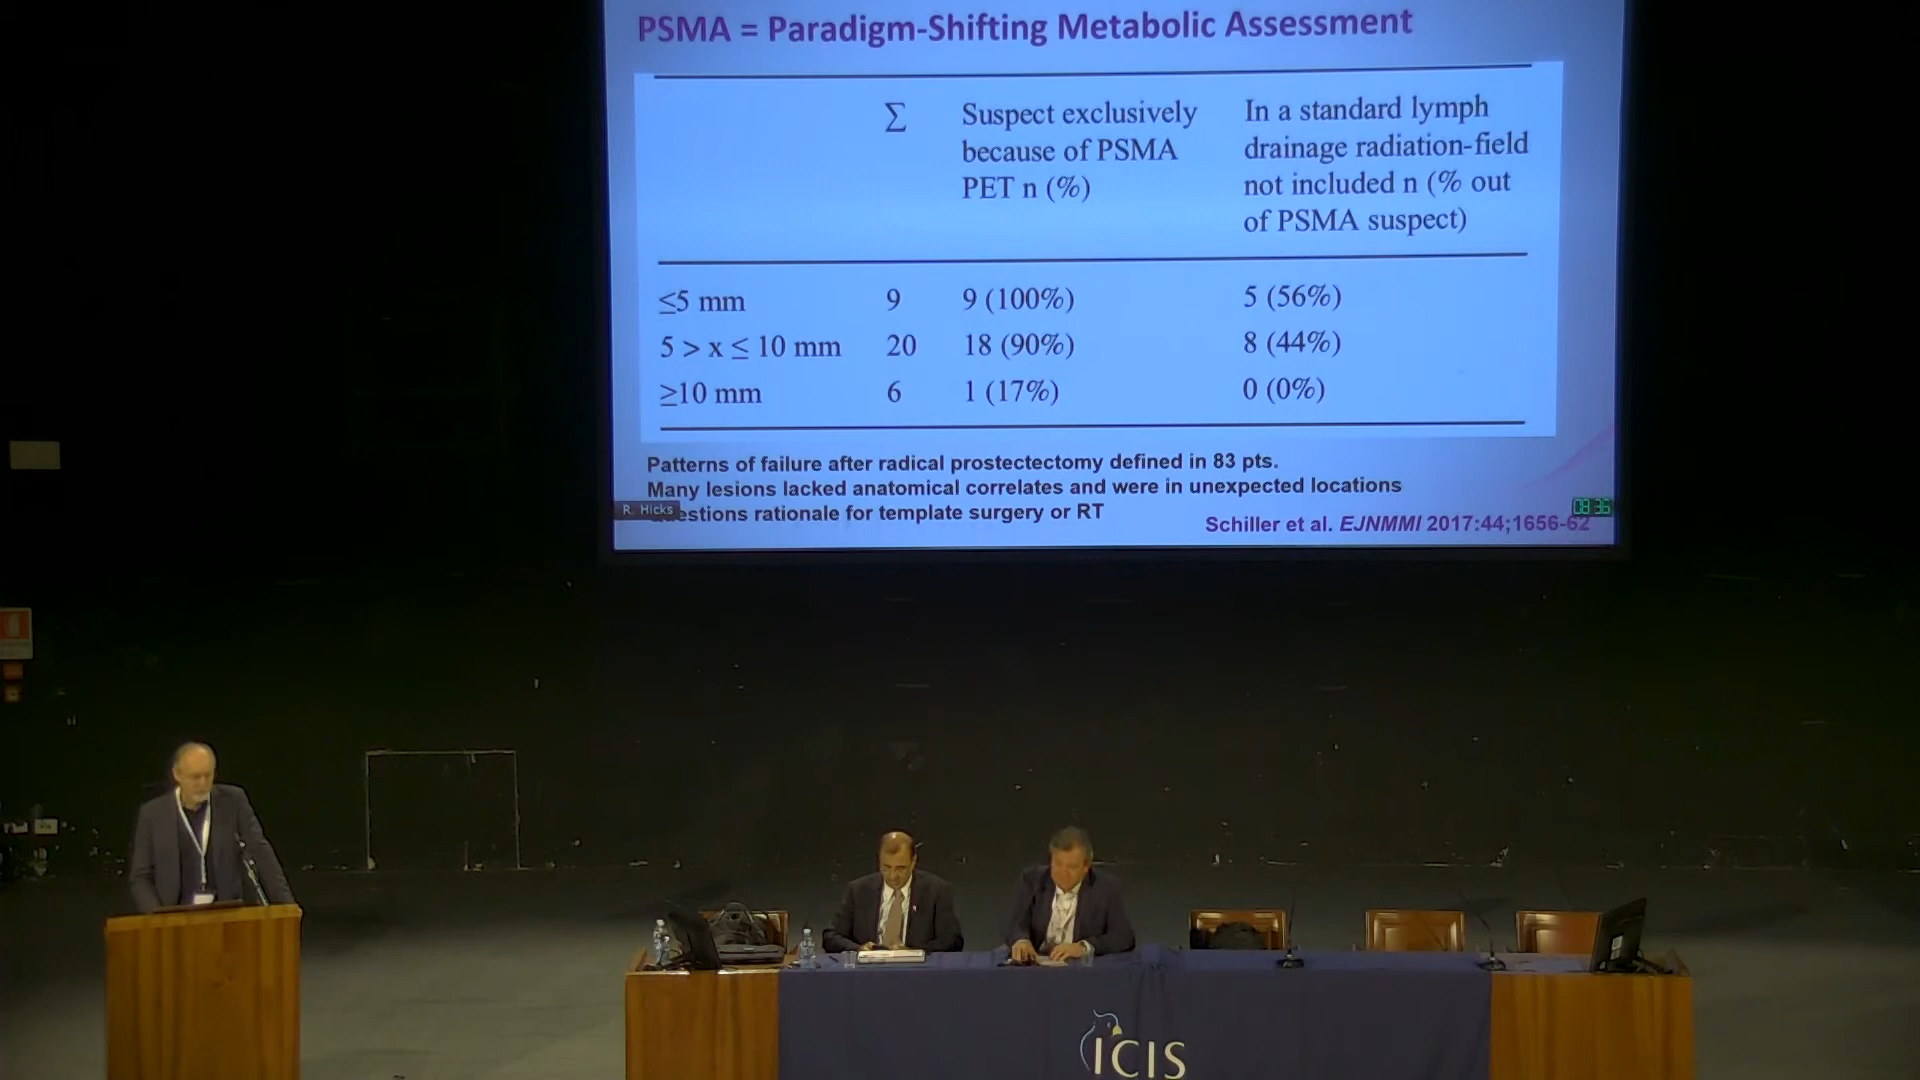 PSMA = Paradigm-Shifting Metabolic Assessment
Σ
Suspect exclusively
because of PSMA
PET n (%)
In a standard lymph
drainage radiation-field
not included n (% out
of PSMA suspect)
≤5 mm 9 9 (100%) 5 (56%)
5 > x ≤ 10 mm 20 18 (90%) 8 (44%)
≥10 mm 6 1 (17%) 0 (0%)
Patterns of failure after radical prostectectomy defined in 83 pts.
Many lesions lacked anatomical correlates and were in unexpected locations
R. Hicks
estions rationale for template surgery or RT
08:36
Schiller et al. EJNMMI 2017:44;1656-62
ICIS